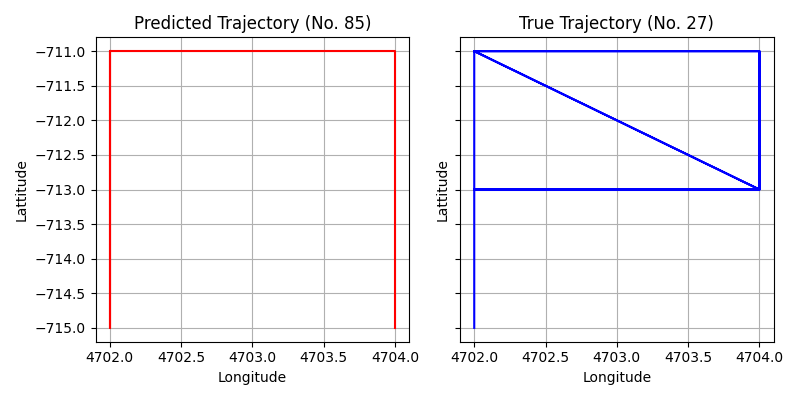 Predicted Trajectory (No. 85)
True Trajectory (No. 27)
−711.0
−711.5
−712.0
−712.5
−713.0
−713.5
−714.0
−714.5
−715.0
Lattitude
Lattitude
4702.0 4702.5 4703.0 4703.5 4704.0
4702.0 4702.5 4703.0 4703.5 4704.0
Longitude
Longitude